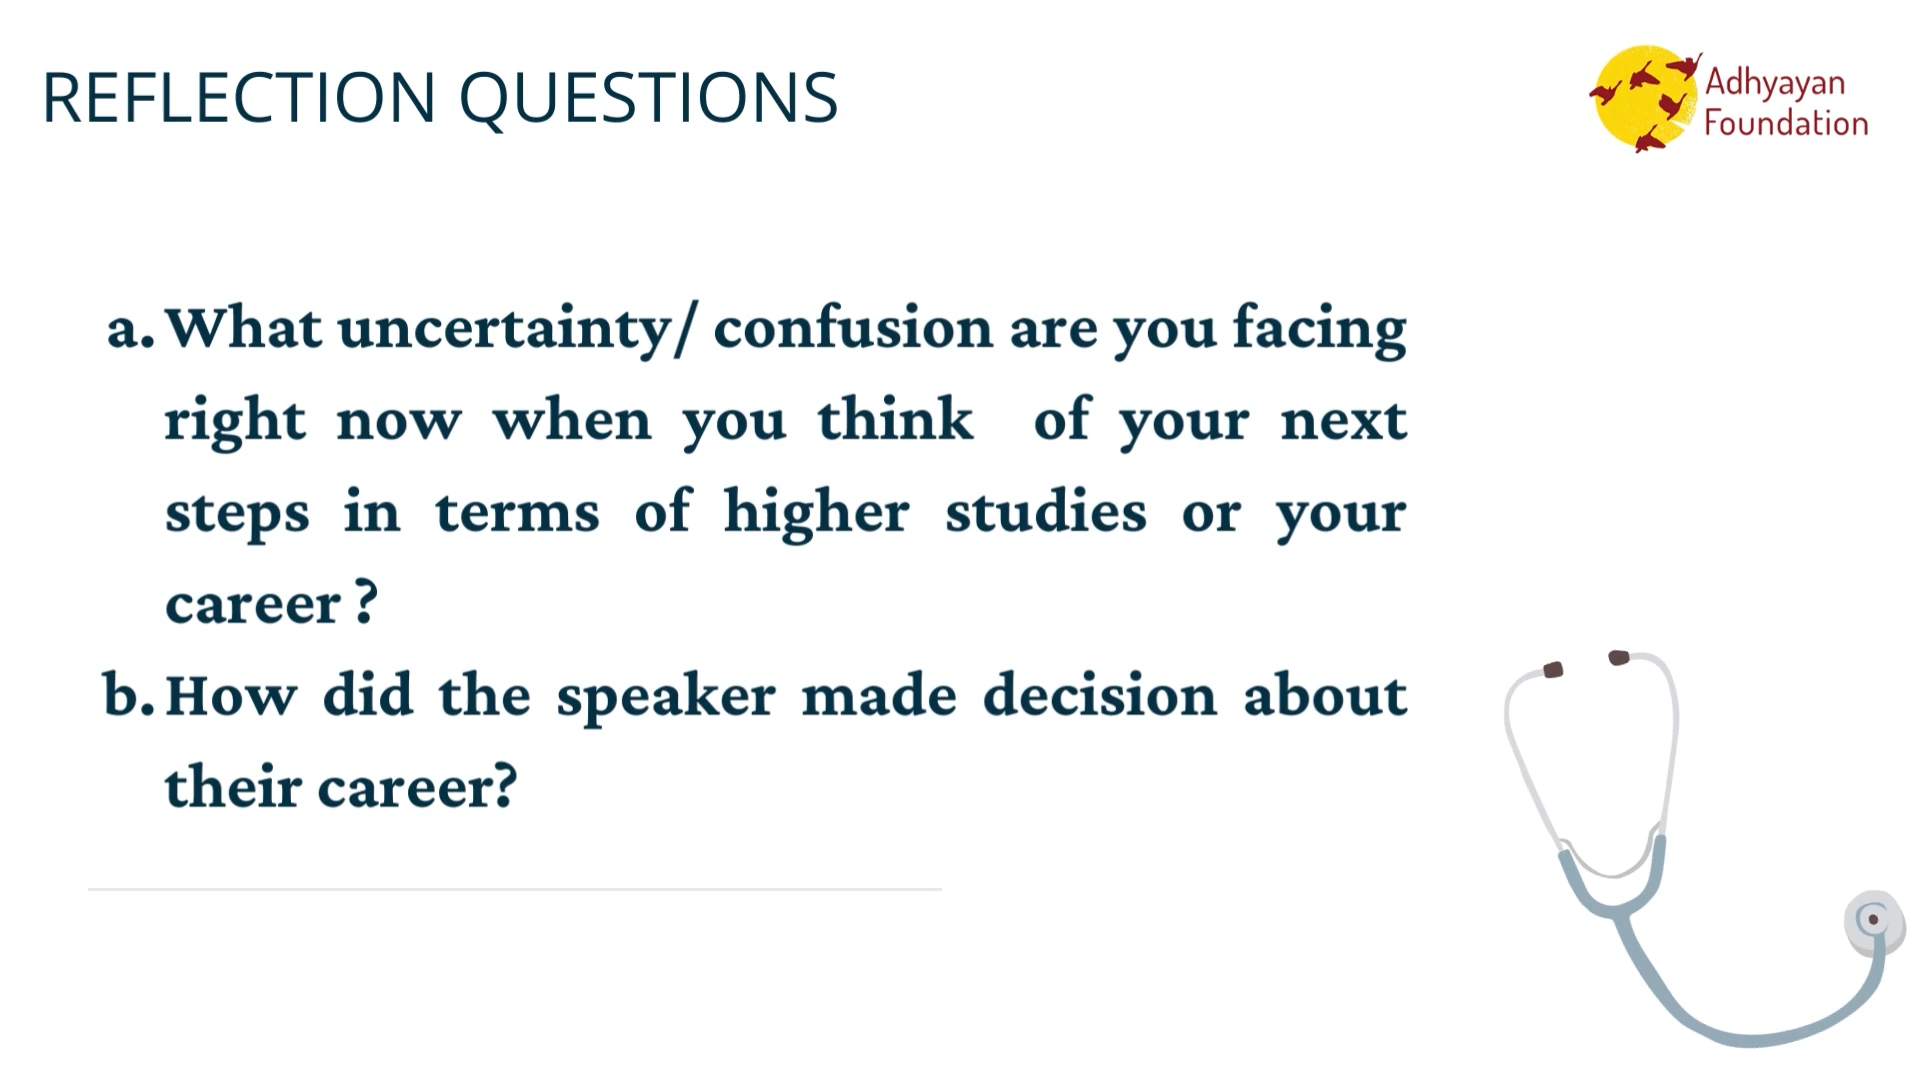 REFLECTION QUESTIONS
Adhyayan
Foundation
a. What uncertainty/ confusion are you facing
right now when you think of your next
steps in terms of higher studies or your
career ?
b. How did the speaker made decision about
their career?